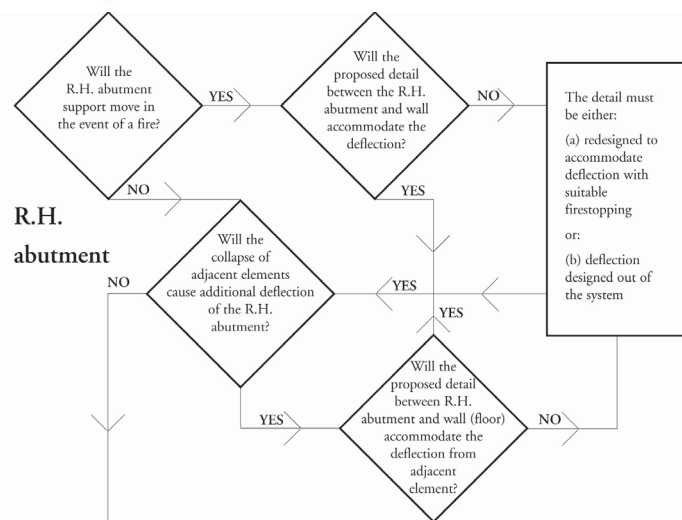 Will the
R.H. abutment
support move in
the event of a fire?
YES
Will the
proposed detail
between the R.H.
abutment and wall
accommodate the
deflection?
NO
The detail must
be either:
(a) redesigned to
accommodate
deflection with
suitable
firestopping
or:
(b) deflection
designed out of
the system
NO
YES
R.H.
abutment
Will the
collapse of
adjacent elements
cause additional deflection
of the R.H.
abutment?
NO
YES
YES
YES
Will the
proposed detail
between R.H.
abutment and wall (floor)
accommodate the
deflection from
adjacent
element?
NO